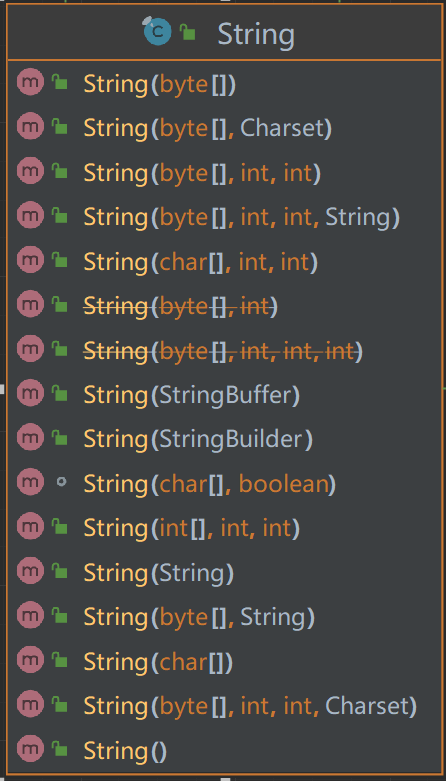 String
String(byte[])
String(byte[], Charset)
String(byte[], int, int)
String(byte[], int, int, String)
String(char[], int, int)
String(byte[], int)
String(byte[], int, int, int)
String(StringBuffer)
String(StringBuilder)
String(char[], boolean)
String(int[], int, int)
String(String)
String(byte[], String)
String(char[])
String(byte[], int, int, Charset)
String()